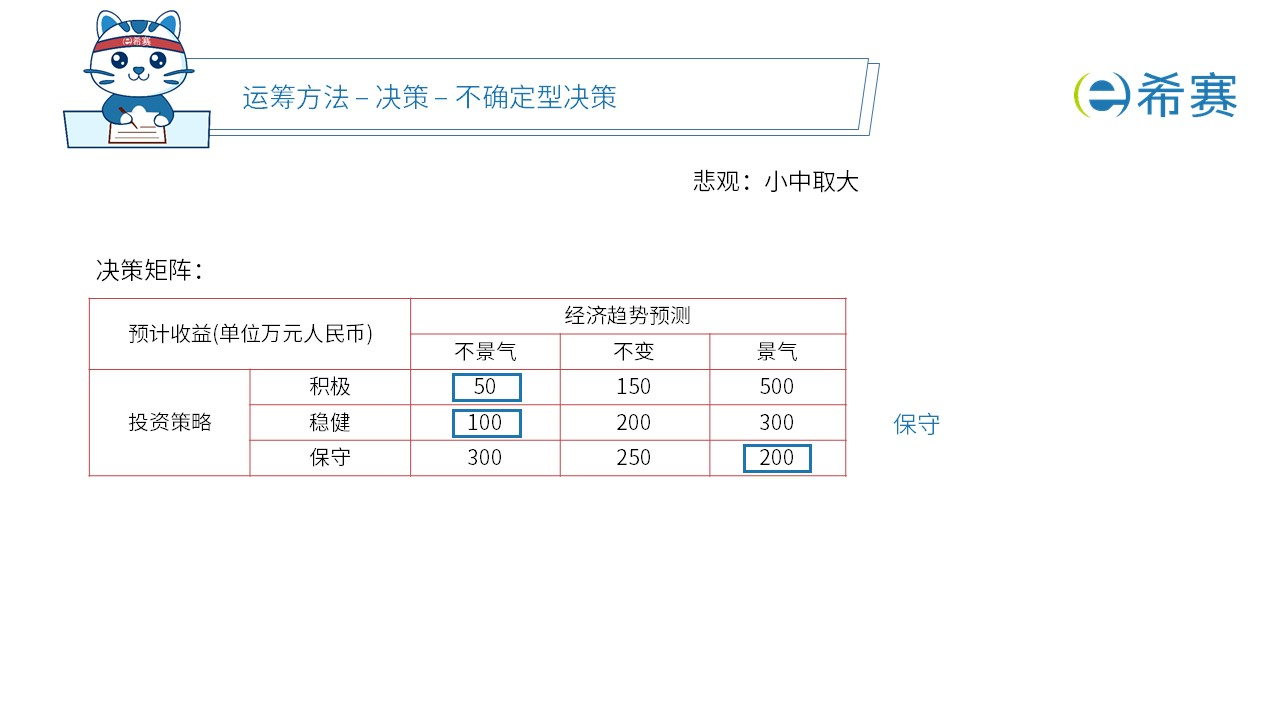 希赛
运筹方法 – 决策 – 不确定型决策
e希赛
悲观：小中取大
决策矩阵：
预计收益(单位万元人民币) 经济趋势预测
不景气 不变 景气
投资策略 积极 50 150 500
稳健 100 200 300
保守 300 250 200
保守